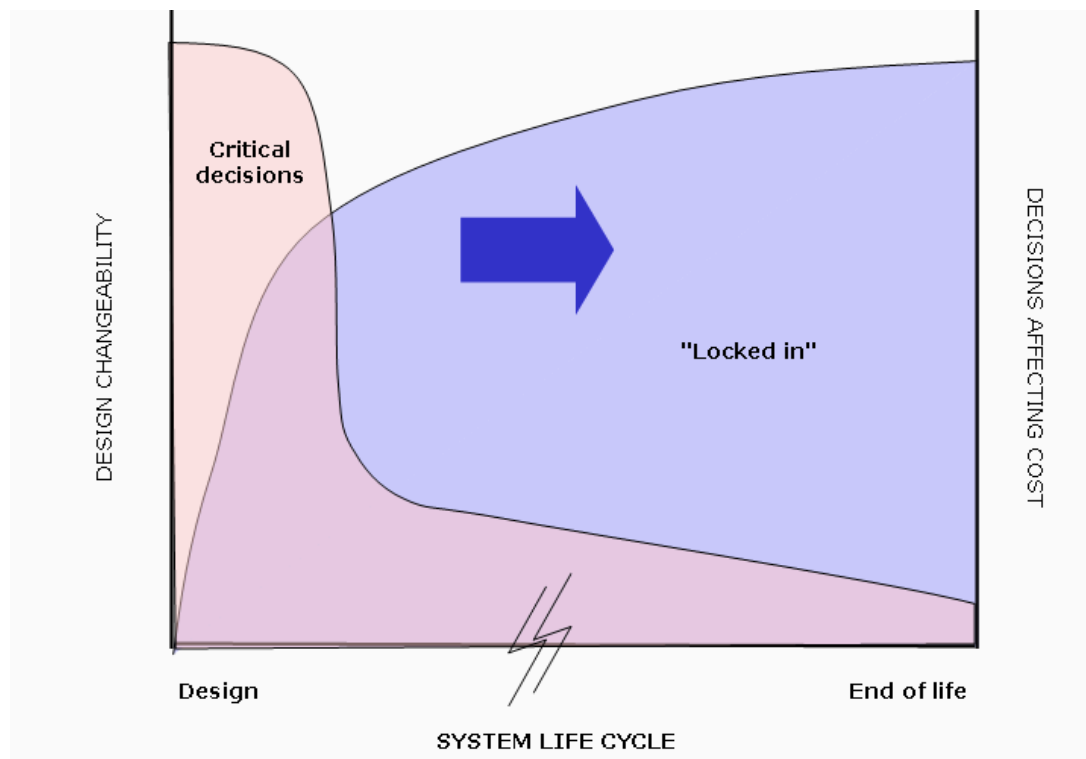 Critical
decisions
DESIGN CHANGEABILITY
DECISIONS AFFECTING COST
"Locked in"
Design
End of life
SYSTEM LIFE CYCLE